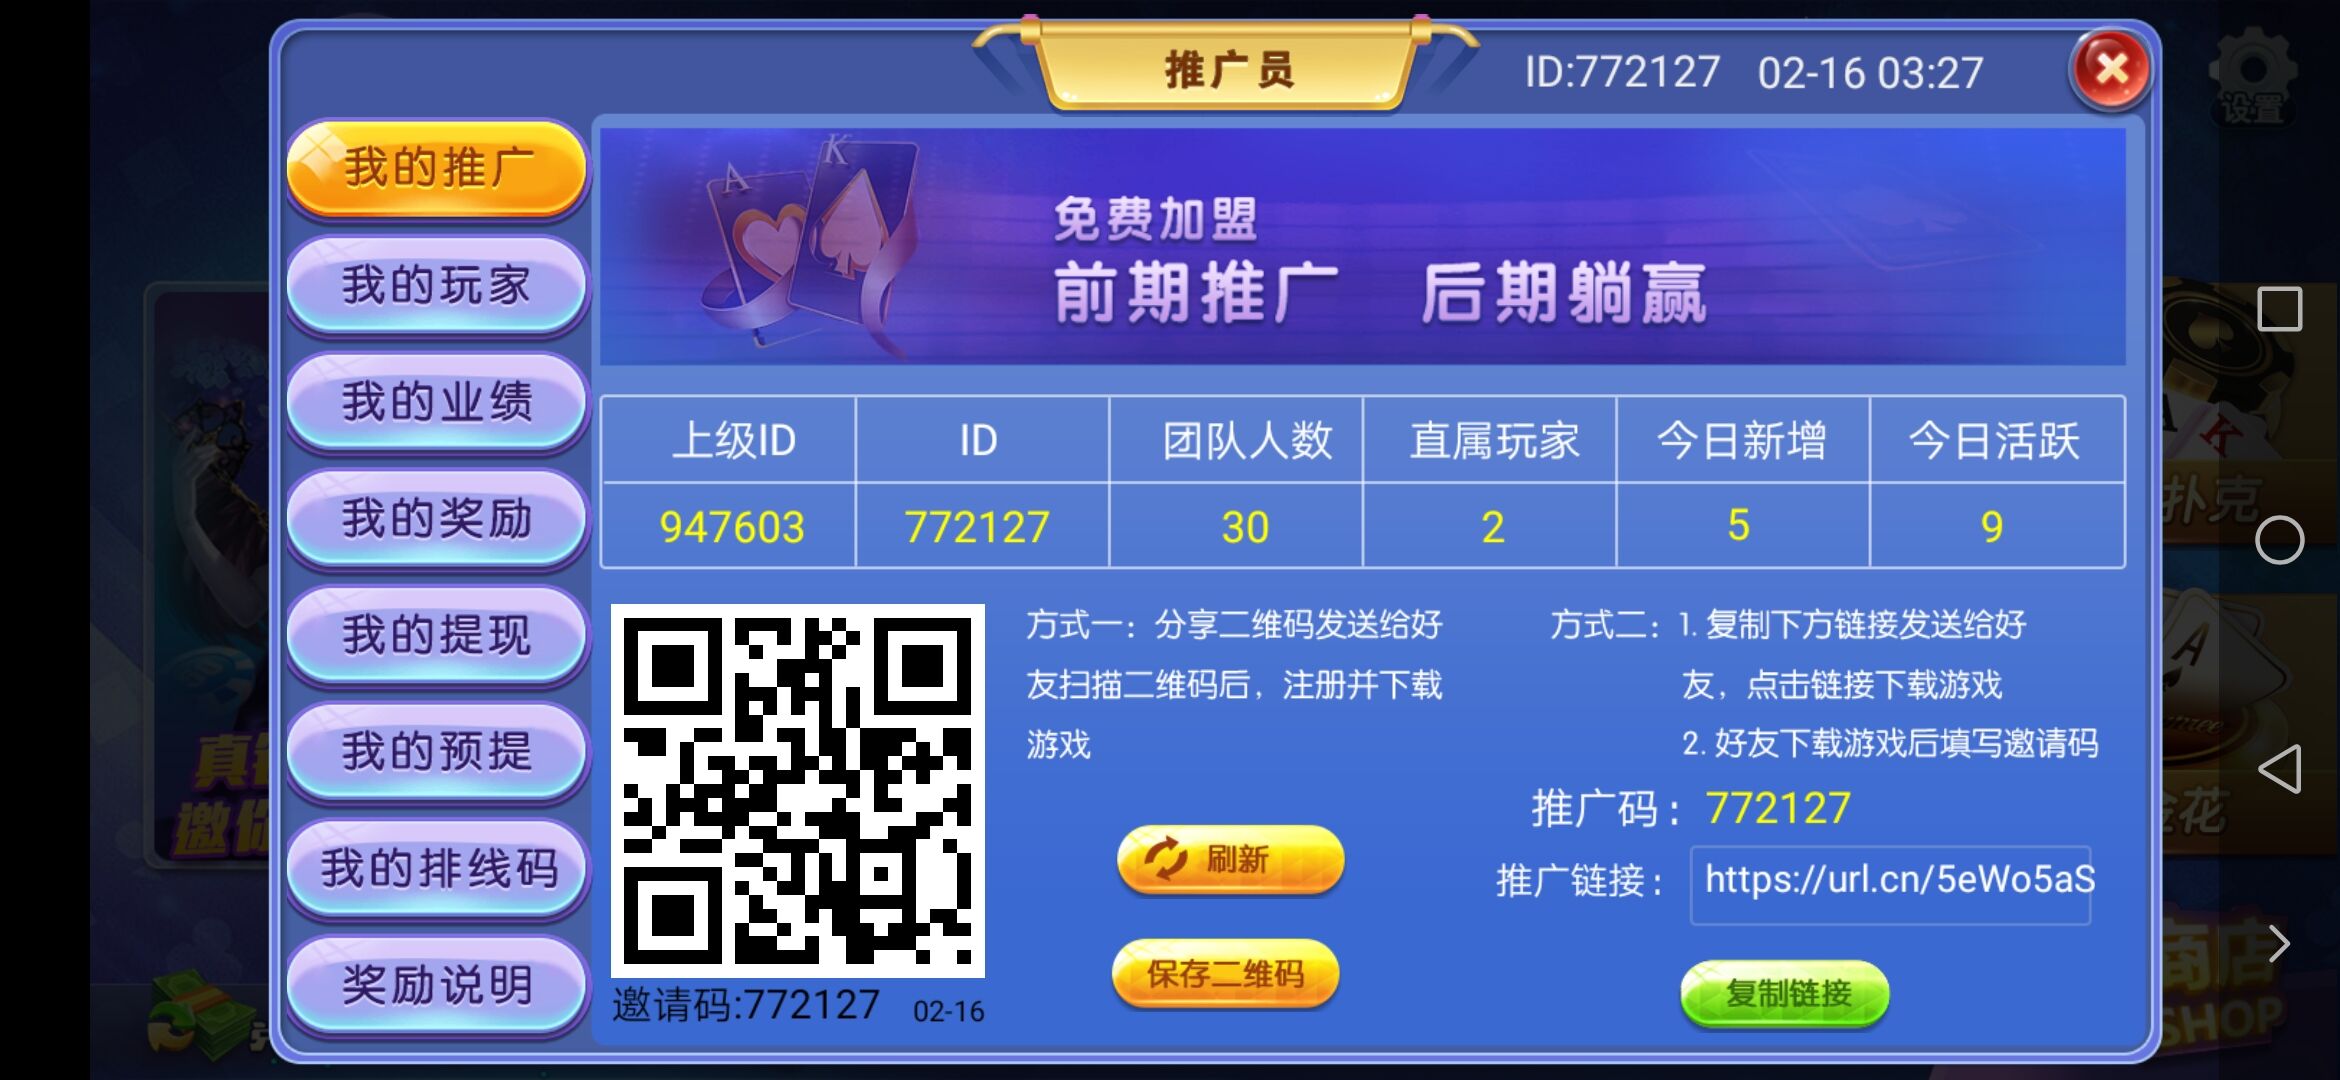 推广员
ID:772127 02-16 03:27
设置
我的推广
我的玩家
我的业绩
我的奖励
我的提现
我的预提
我的排线码
奖励说明
A
K
免费加盟
前期推广 后期躺赢
上级ID ID 团队人数 直属玩家 今日新增 今日活跃
947603 772127 30 2 5 9
邀请码:772127 02-16
方式一：分享二维码发送给好
友扫描二维码后，注册并下载
游戏
刷新
保存二维码
方式二：1. 复制下方链接发送给好
友，点击链接下载游戏
2. 好友下载游戏后填写邀请码
推广码：772127
推广链接：https://url.cn/5eWo5aS
复制链接
邀
K
扑克
A
金花
商店
SHOP